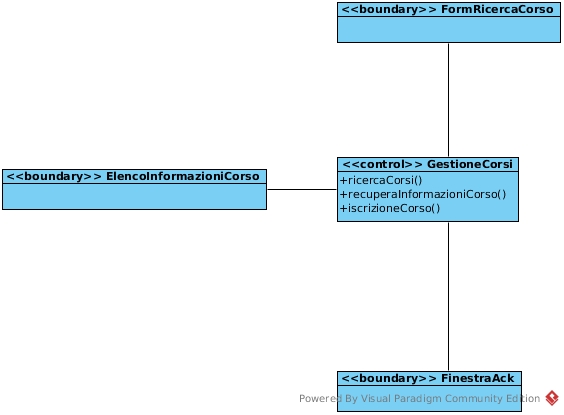 <<boundary>> FormRicercaCorso
<<control>> GestioneCorsi
+ricercaCorsi()
+recuperaInformazioniCorso()
+iscrizioneCorso()
<<boundary>> ElencoInformazioniCorso
<<boundary>> FinestraAck
Powered By Visual Paradigm Community Edition